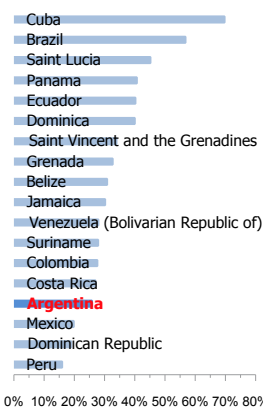 Cuba
Brazil
Saint Lucia
Panama
Ecuador
Dominica
Saint Vincent and the Grenadines
Grenada
Belize
Jamaica
Venezuela (Bolivarian Republic of)
Suriname
Colombia
Costa Rica
Argentina
Mexico
Dominican Republic
Peru
0% 10% 20% 30% 40% 50% 60% 70% 80%